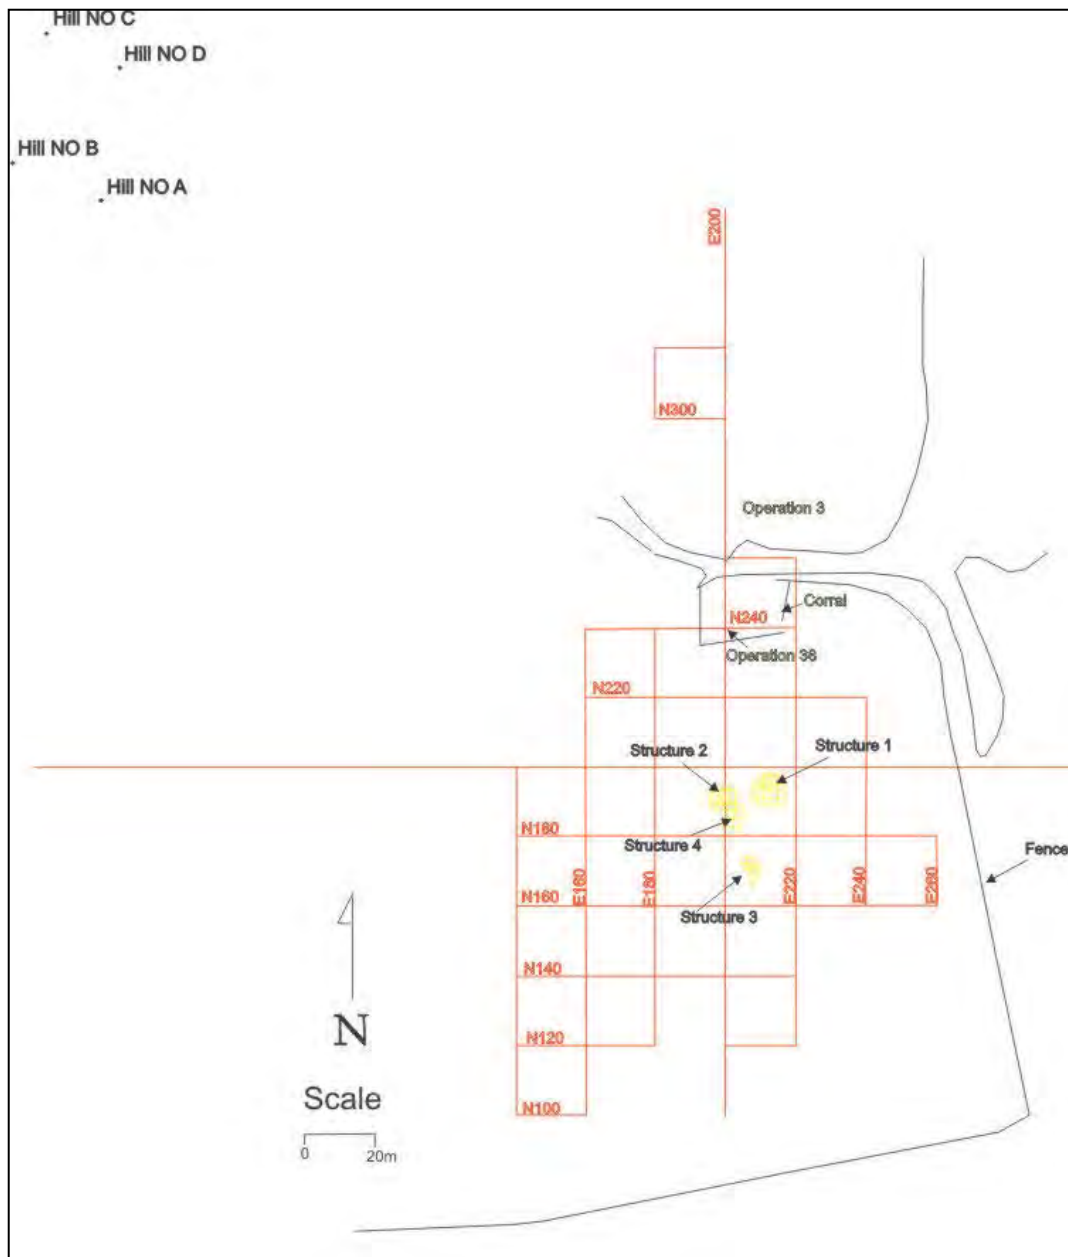 Hill NO C
Hill NO D
Hill NO B
Hill NO A
E200
N300
Operation 3
Corral
N240
Operation 36
N220
Structure 2
Structure 1
Structure 4
N180
Fence
E160
E180
E220
E240
E260
N160
Structure 3
N140
N120
N100
N
Scale
0
20m